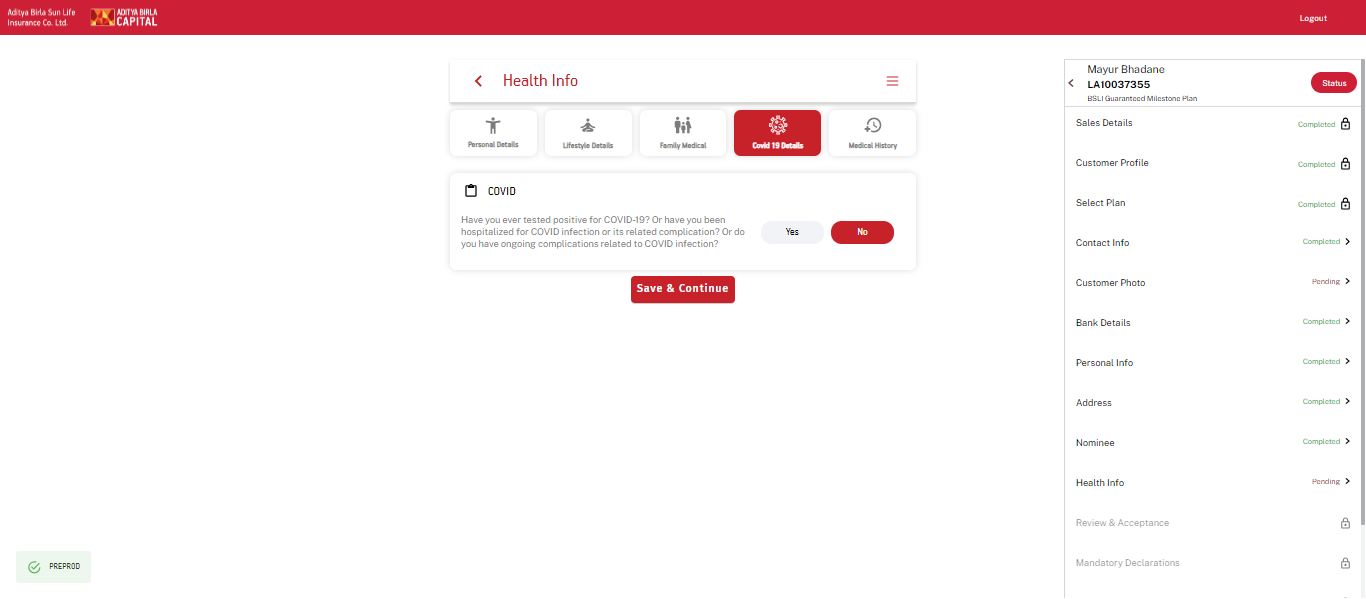 Aditya Birla Sun Life
Insurance Co. Ltd.
ADITYA BIRLA
CAPITAL
Logout
Health Info
Personal Details
Lifestyle Details
Family Medical
Covid 19 Details
Medical History
COVID
Have you ever tested positive for COVID-19? Or have you been
hospitalized for COVID infection or its related complication? Or do
you have ongoing complications related to COVID infection?
Yes
No
Save & Continue
Mayur Bhadane
LA10037355
BSLI Guaranteed Milestone Plan
Status
Sales Details Completed
Customer Profile Completed
Select Plan Completed
Contact Info Completed
Customer Photo Pending
Bank Details Completed
Personal Info Completed
Address Completed
Nominee Completed
Health Info Pending
Review & Acceptance
Mandatory Declarations
PREPROD